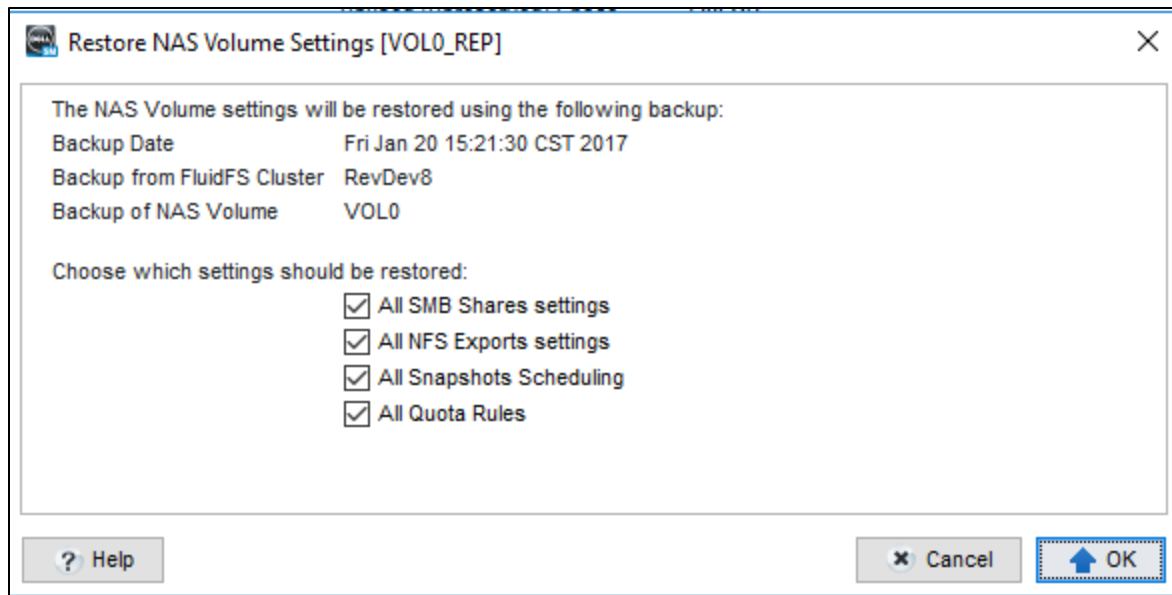 Restore NAS Volume Settings [VOL0_REP]
The NAS Volume settings will be restored using the following backup:
Backup Date Fri Jan 20 15:21:30 CST 2017
Backup from FluidFS Cluster RevDev8
Backup of NAS Volume VOL0
Choose which settings should be restored:
All SMB Shares settings
All NFS Exports settings
All Snapshots Scheduling
All Quota Rules
? Help
Cancel
OK